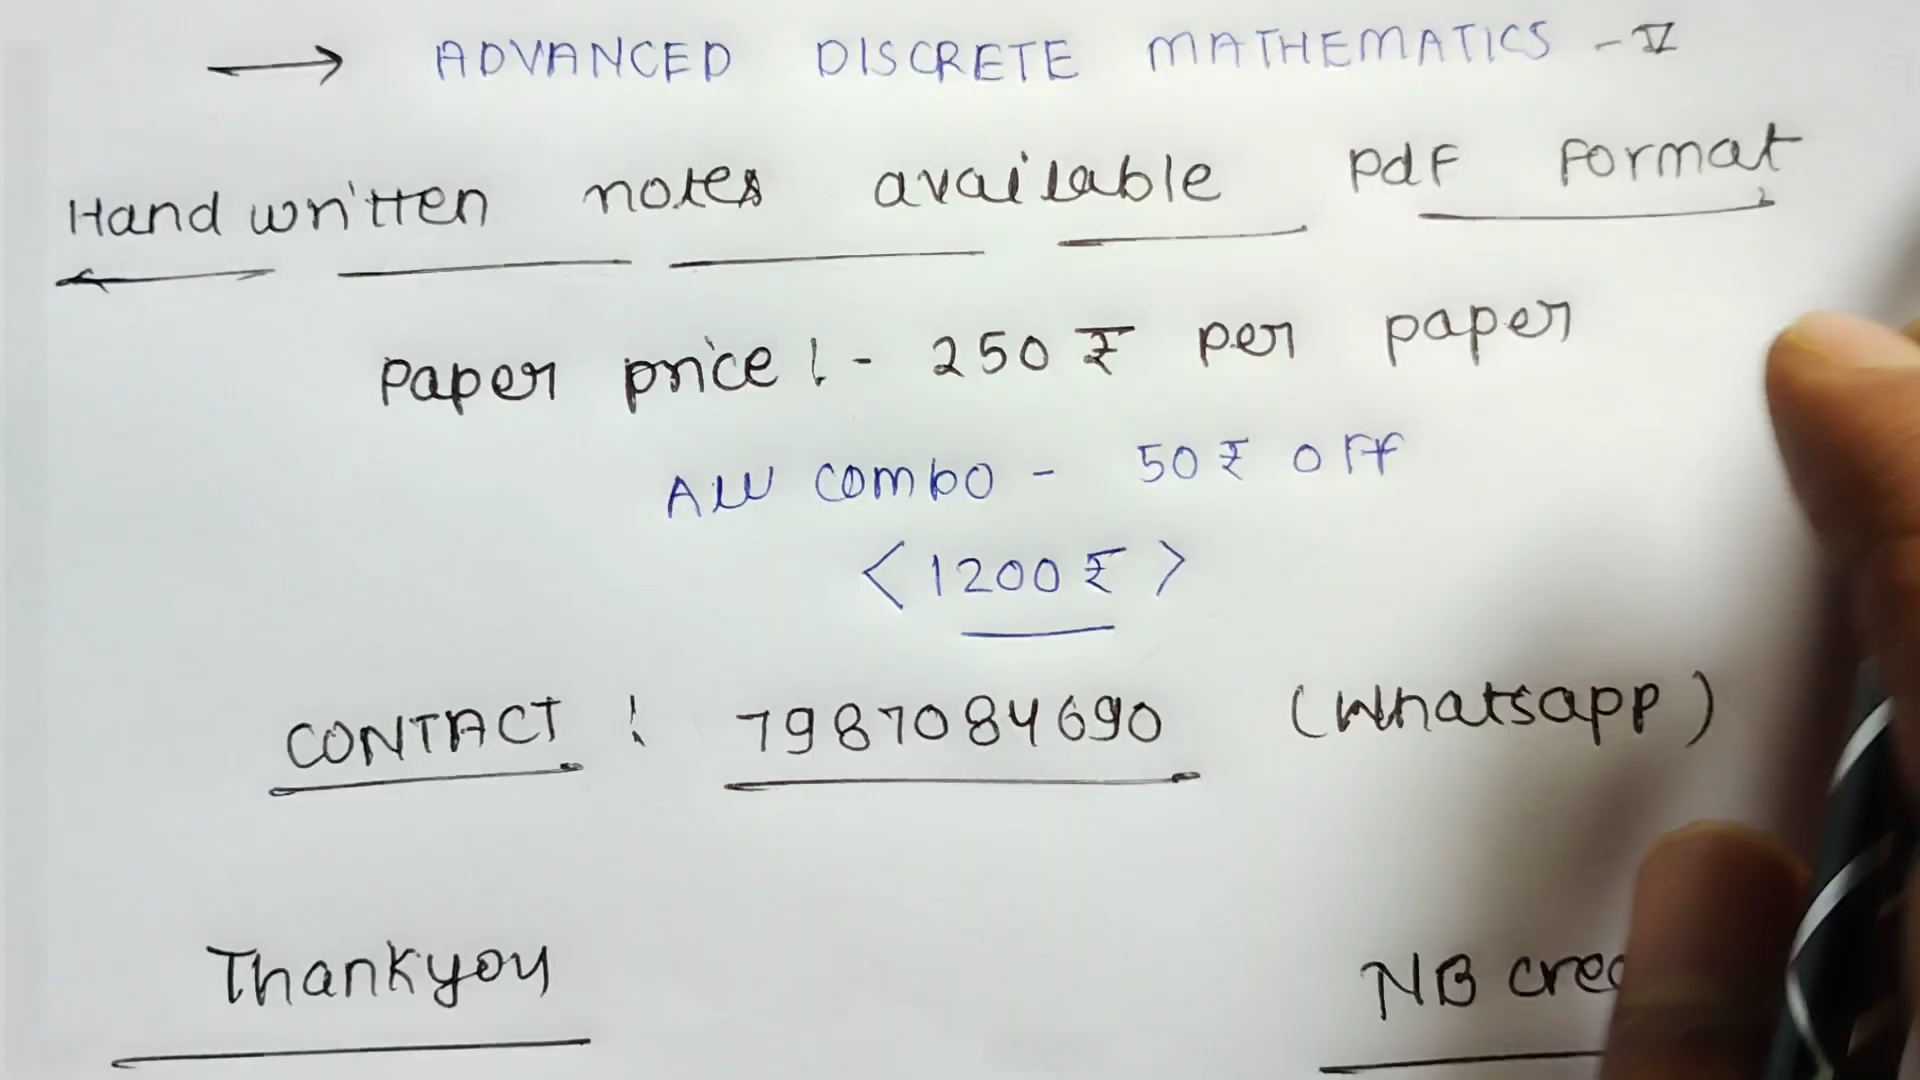 → ADVANCED DISCRETE MATHEMATICS - V
Hand written notes available pdf format
Paper price :- 250 ₹ per paper
All combo - 50 ₹ off
< 1200 ₹ >
CONTACT : 7987084690 (Whatsapp)
Thankyou
NB